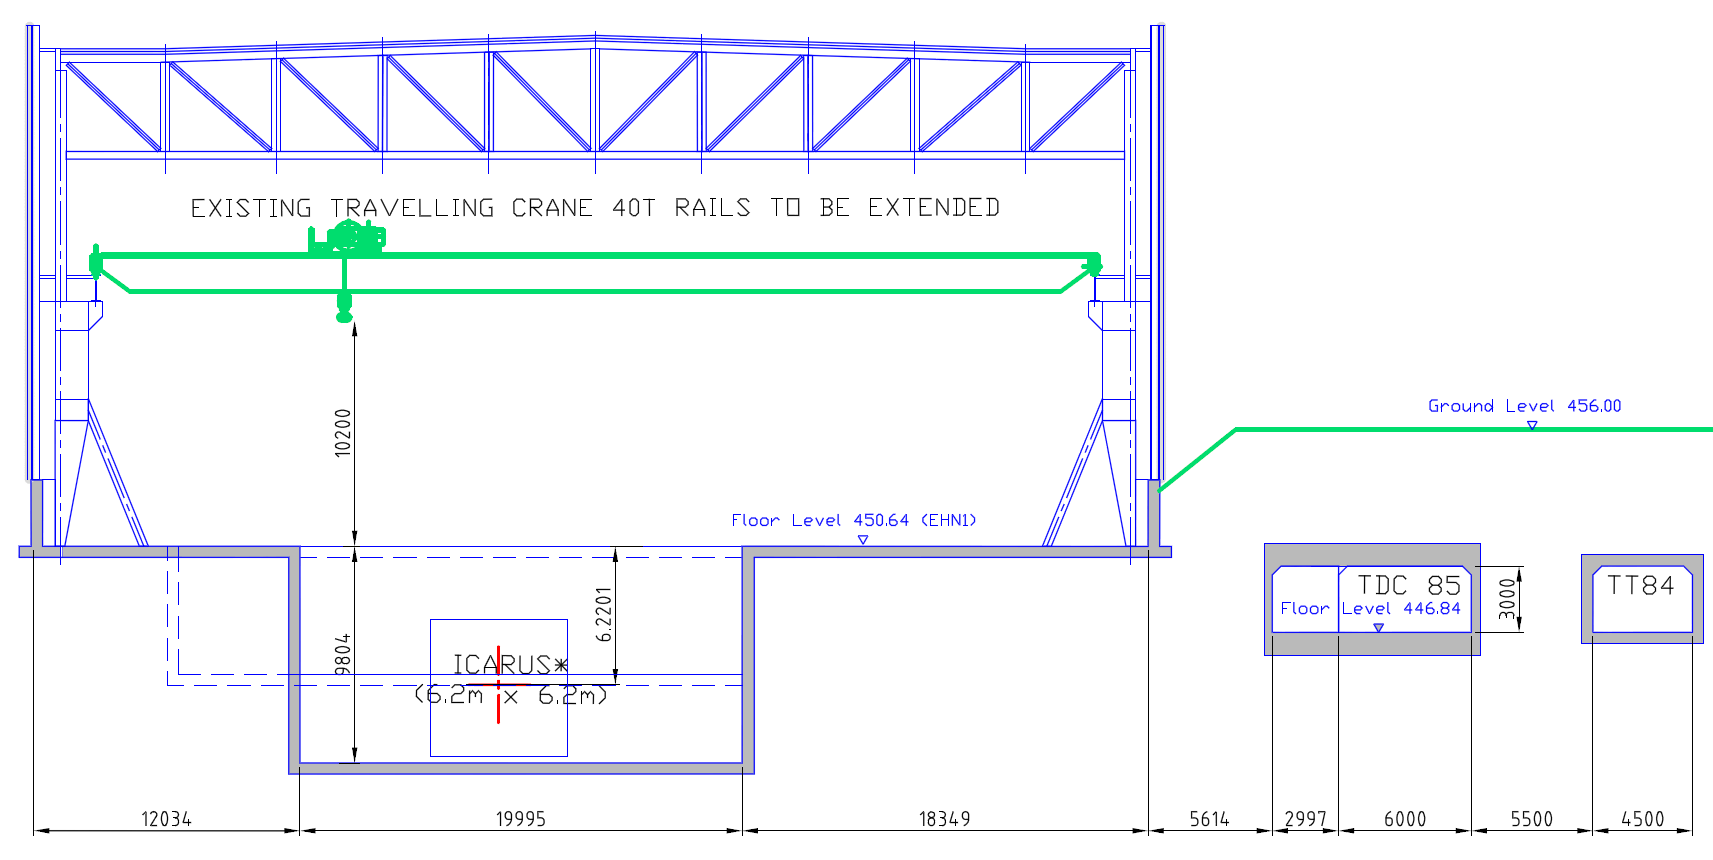 EXISTING TRAVELLING CRANE 40T RAILS TO BE EXTENDED
10200
Ground Level 456.00
Floor Level 450.64 (EHN1)
6.2201
9804
ICARUS*
(6.2m x 6.2m)
TDC 85
Floor Level 446.84
3000
TT84
12034
19995
18349
5614
2997
6000
5500
4500